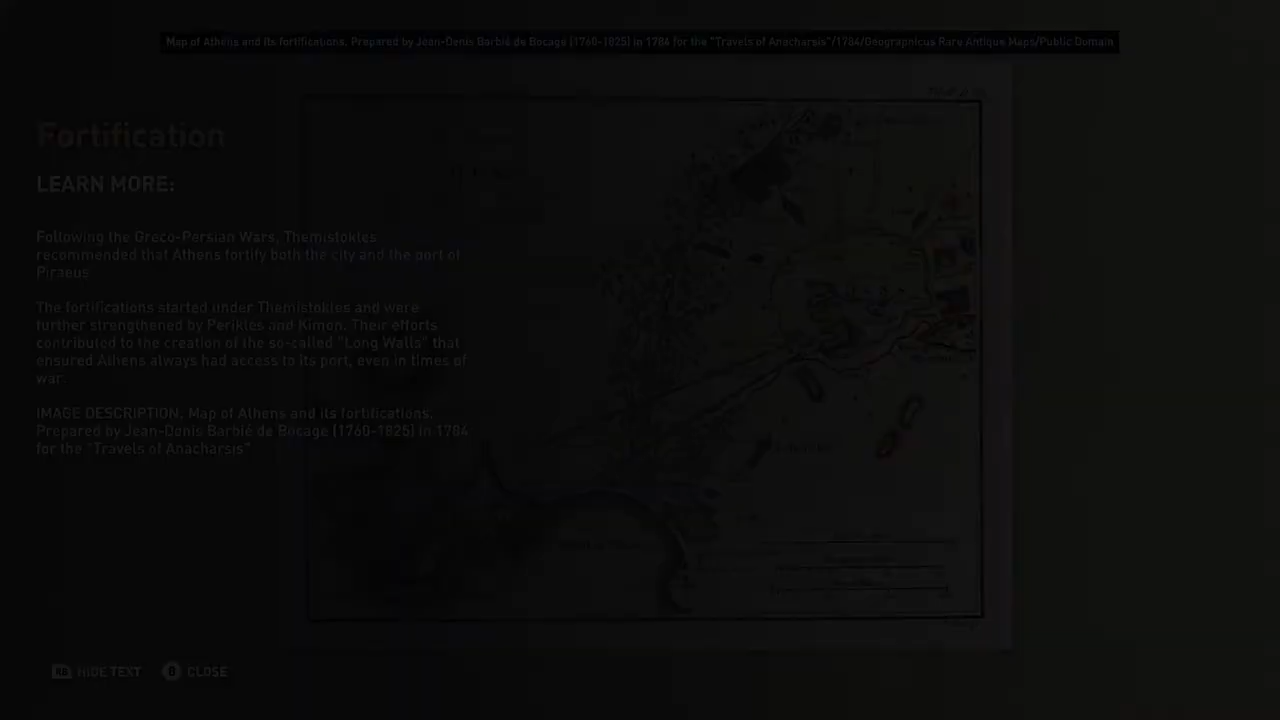 Map of Athens and its fortifications. Prepared by Jean-Denis Barbié de Bocage (1760-1825) in 1784 for the "Travels of Anacharsis"/1784/Geographicus Rare Antique Maps/Public Domain
Fortification
LEARN MORE:
Following the Greco-Persian Wars, Themistokles
recommended that Athens fortify both the city and the port of
Piraeus
The fortifications started under Themistokles and were
further strengthened by Perikles and Kimon. Their efforts
contributed to the creation of the so-called "Long Walls" that
ensured Athens always had access to its port, even in times of
war.
IMAGE DESCRIPTION: Map of Athens and its fortifications.
Prepared by Jean-Denis Barbié de Bocage (1760-1825) in 1784
for the "Travels of Anacharsis"
RB HIDE TEXT B CLOSE